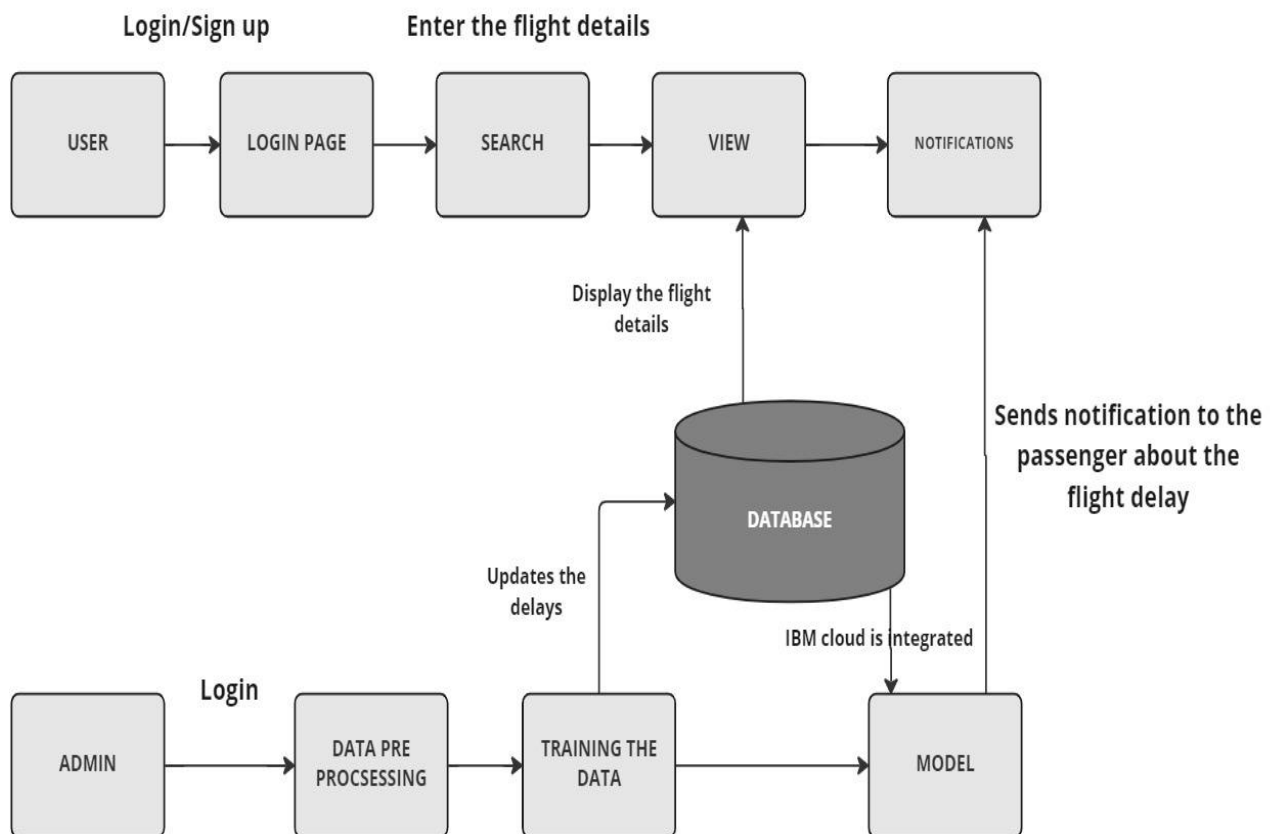 Login/Sign up
Enter the flight details
USER
LOGIN PAGE
SEARCH
VIEW
NOTIFICATIONS
Display the flight
details
Sends notification to the
passenger about the
flight delay
DATABASE
Updates the
delays
IBM cloud is integrated
Login
ADMIN
DATA PRE
PROCSESSING
TRAINING THE
DATA
MODEL